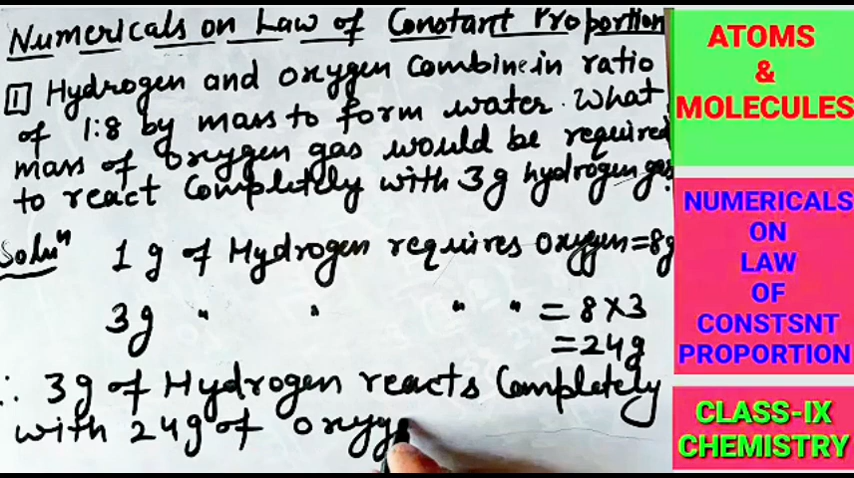 Numericals on Law of Constant Proportion
1 Hydrogen and oxygen Combine in ratio
of 1:8 by mass to form water. What
mass of oxygen gas would be required
to react Completely with 3g hydrogen gas?
Soluⁿ 1 g of Hydrogen requires oxygen = 8g
3g " " " " = 8 X 3
= 24g
∴ 3g of Hydrogen reacts Completely
with 24g of oxyg
ATOMS
&
MOLECULES
NUMERICALS
ON
LAW
OF
CONSTSNT
PROPORTION
CLASS-IX
CHEMISTRY